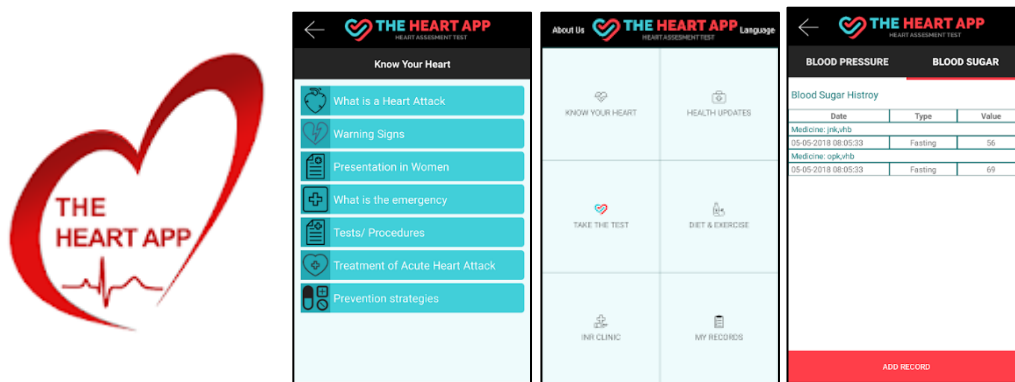 THE
HEART APP
THE HEART APP
HEART ASSESMENT TEST
Know Your Heart
What is a Heart Attack
Warning Signs
Presentation in Women
What is the emergency
Tests/ Procedures
Treatment of Acute Heart Attack
Prevention strategies
About Us
THE HEART APP
HEART ASSESMENT TEST
Language
KNOW YOUR HEART
HEALTH UPDATES
TAKE THE TEST
DIET & EXERCISE
INR CLINIC
MY RECORDS
THE HEART APP
HEART ASSESMENT TEST
BLOOD PRESSURE
BLOOD SUGAR
Blood Sugar Histroy
Date Type Value
Medicine: jnk,vhb
05-05-2018 08:05:33 Fasting 56
Medicine: opk,vhb
05-05-2018 08:05:33 Fasting 69
ADD RECORD